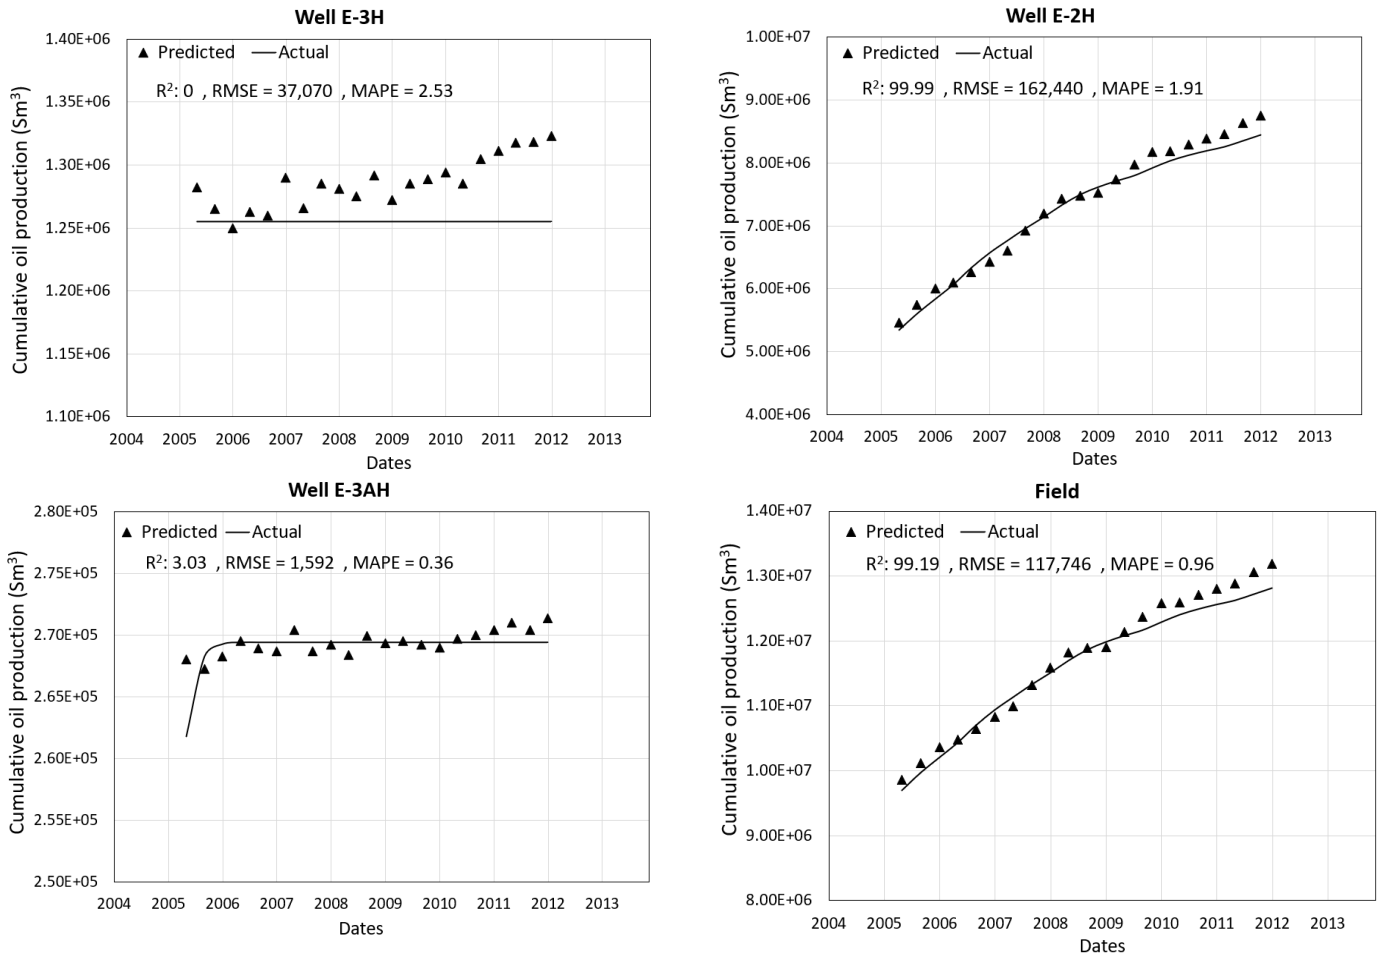 Well E-3H
Predicted Actual
R²: 0 , RMSE = 37,070 , MAPE = 2.53
Cumulative oil production (Sm³)
1.40E+06
1.35E+06
1.30E+06
1.25E+06
1.20E+06
1.15E+06
1.10E+06
2004 2005 2006 2007 2008 2009 2010 2011 2012 2013
Dates
Well E-2H
Predicted Actual
R²: 99.99 , RMSE = 162,440 , MAPE = 1.91
Cumulative oil production (Sm³)
1.00E+07
9.00E+06
8.00E+06
7.00E+06
6.00E+06
5.00E+06
4.00E+06
2004 2005 2006 2007 2008 2009 2010 2011 2012 2013
Dates
Well E-3AH
Predicted Actual
R²: 3.03 , RMSE = 1,592 , MAPE = 0.36
Cumulative oil production (Sm³)
2.80E+05
2.75E+05
2.70E+05
2.65E+05
2.60E+05
2.55E+05
2.50E+05
2004 2005 2006 2007 2008 2009 2010 2011 2012 2013
Dates
Field
Predicted Actual
R²: 99.19 , RMSE = 117,746 , MAPE = 0.96
Cumulative oil production (Sm³)
1.40E+07
1.30E+07
1.20E+07
1.10E+07
1.00E+07
9.00E+06
8.00E+06
2004 2005 2006 2007 2008 2009 2010 2011 2012 2013
Dates